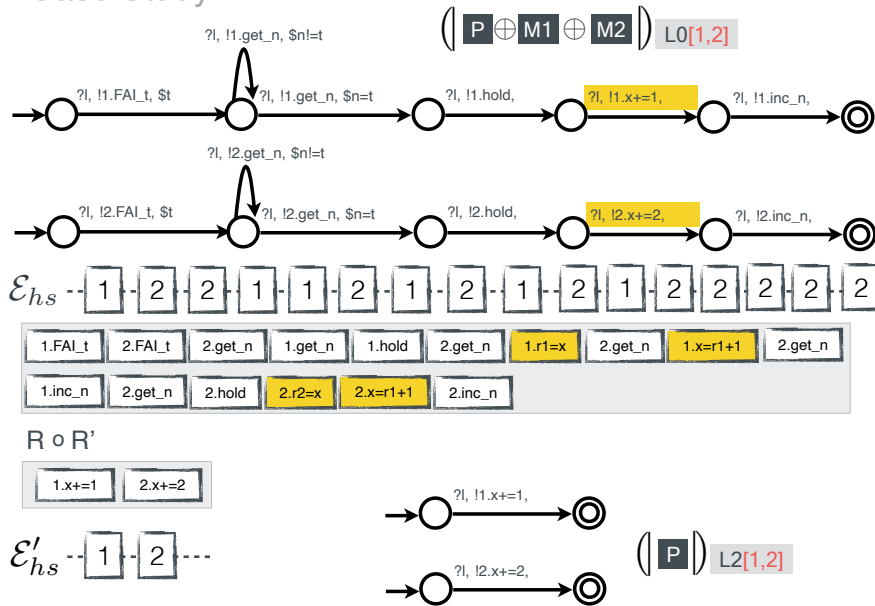 ( P ⊕ M1 ⊕ M2 ) L0[1,2]
?l, !1.get_n, $n!=t
?l, !1.FAI_t, $t ?l, !1.get_n, $n=t ?l, !1.hold, ?l, !1.x+=1, ?l, !1.inc_n,
?l, !2.get_n, $n!=t
?l, !2.FAI_t, $t ?l, !2.get_n, $n=t ?l, !2.hold, ?l, !2.x+=2, ?l, !2.inc_n,
ℰhs 1 2 2 1 1 2 1 2 1 2 1 2 2 2 2 2
1.FAI_t 2.FAI_t 2.get_n 1.get_n 1.hold 2.get_n 1.r1=x 2.get_n 1.x=r1+1 2.get_n
1.inc_n 2.get_n 2.hold 2.r2=x 2.x=r1+1 2.inc_n
R o R'
1.x+=1 2.x+=2
?l, !1.x+=1,
ℰ'hs 1 2
?l, !2.x+=2,
( P ) L2[1,2]